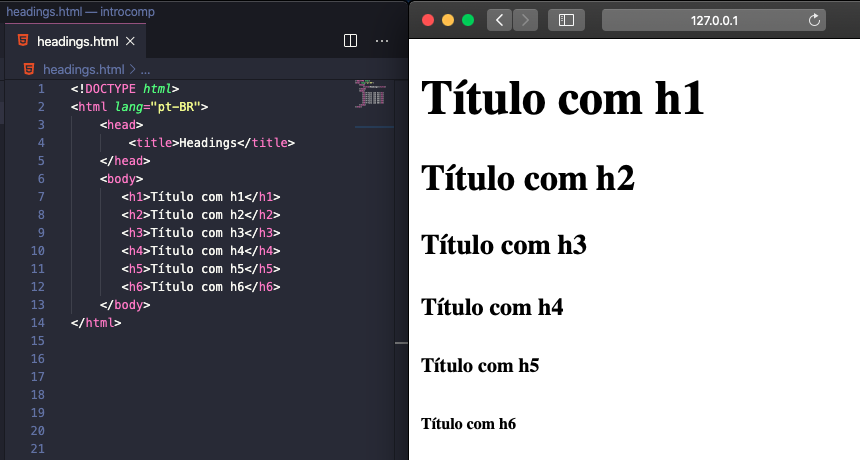 headings.html — introcomp
headings.html ×
...
headings.html > ...
1 <!DOCTYPE html>
2 <html lang="pt-BR">
3 <head>
4 <title>Headings</title>
5 </head>
6 <body>
7 <h1>Título com h1</h1>
8 <h2>Título com h2</h2>
9 <h3>Título com h3</h3>
10 <h4>Título com h4</h4>
11 <h5>Título com h5</h5>
12 <h6>Título com h6</h6>
13 </body>
14 </html>
15
16
17
18
19
20
21
127.0.0.1
Título com h1
Título com h2
Título com h3
Título com h4
Título com h5
Título com h6